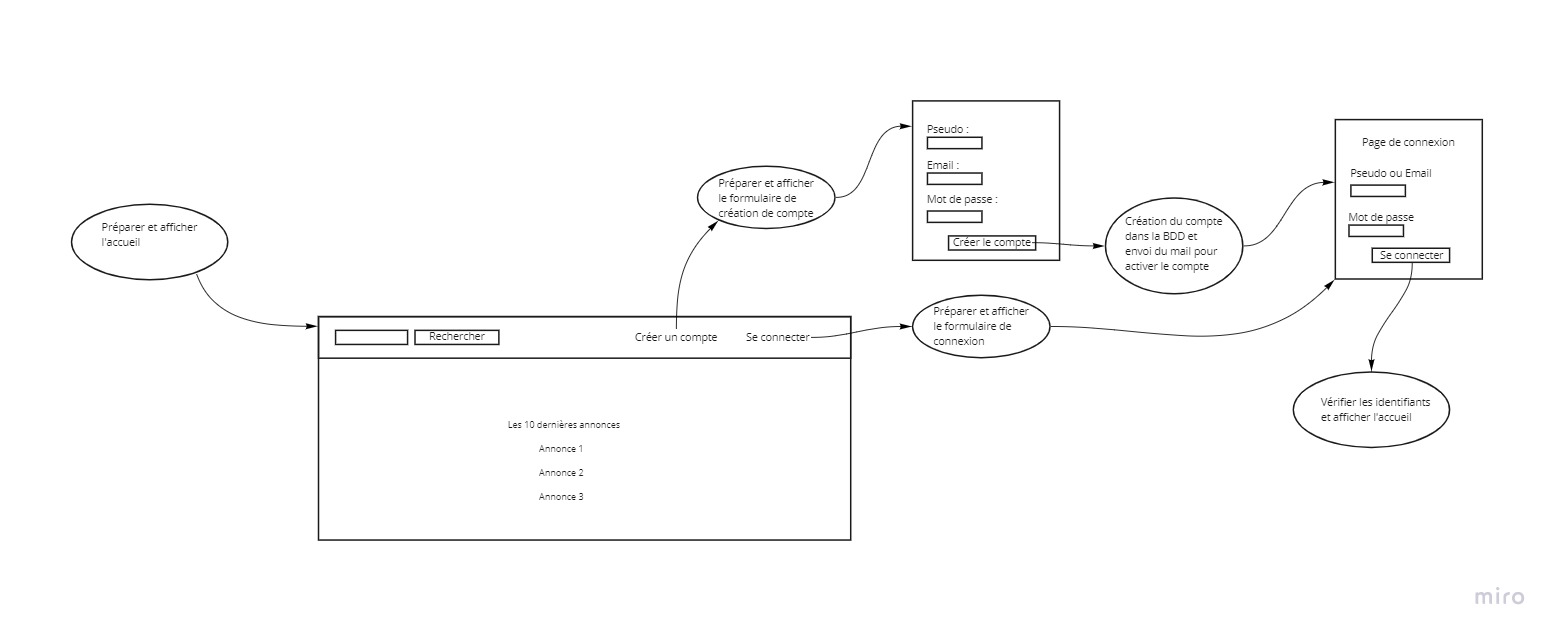 Préparer et afficher
l'accueil
Rechercher
Créer un compte
Se connecter
Les 10 dernières annonces
Annonce 1
Annonce 2
Annonce 3
Préparer et afficher
le formulaire de
création de compte
Pseudo :
Email :
Mot de passe :
Créer le compte
Création du compte
dans la BDD et
envoi du mail pour
activer le compte
Préparer et afficher
le formulaire de
connexion
Page de connexion
Pseudo ou Email
Mot de passe
Se connecter
Vérifier les identifiants
et afficher l'accueil
miro